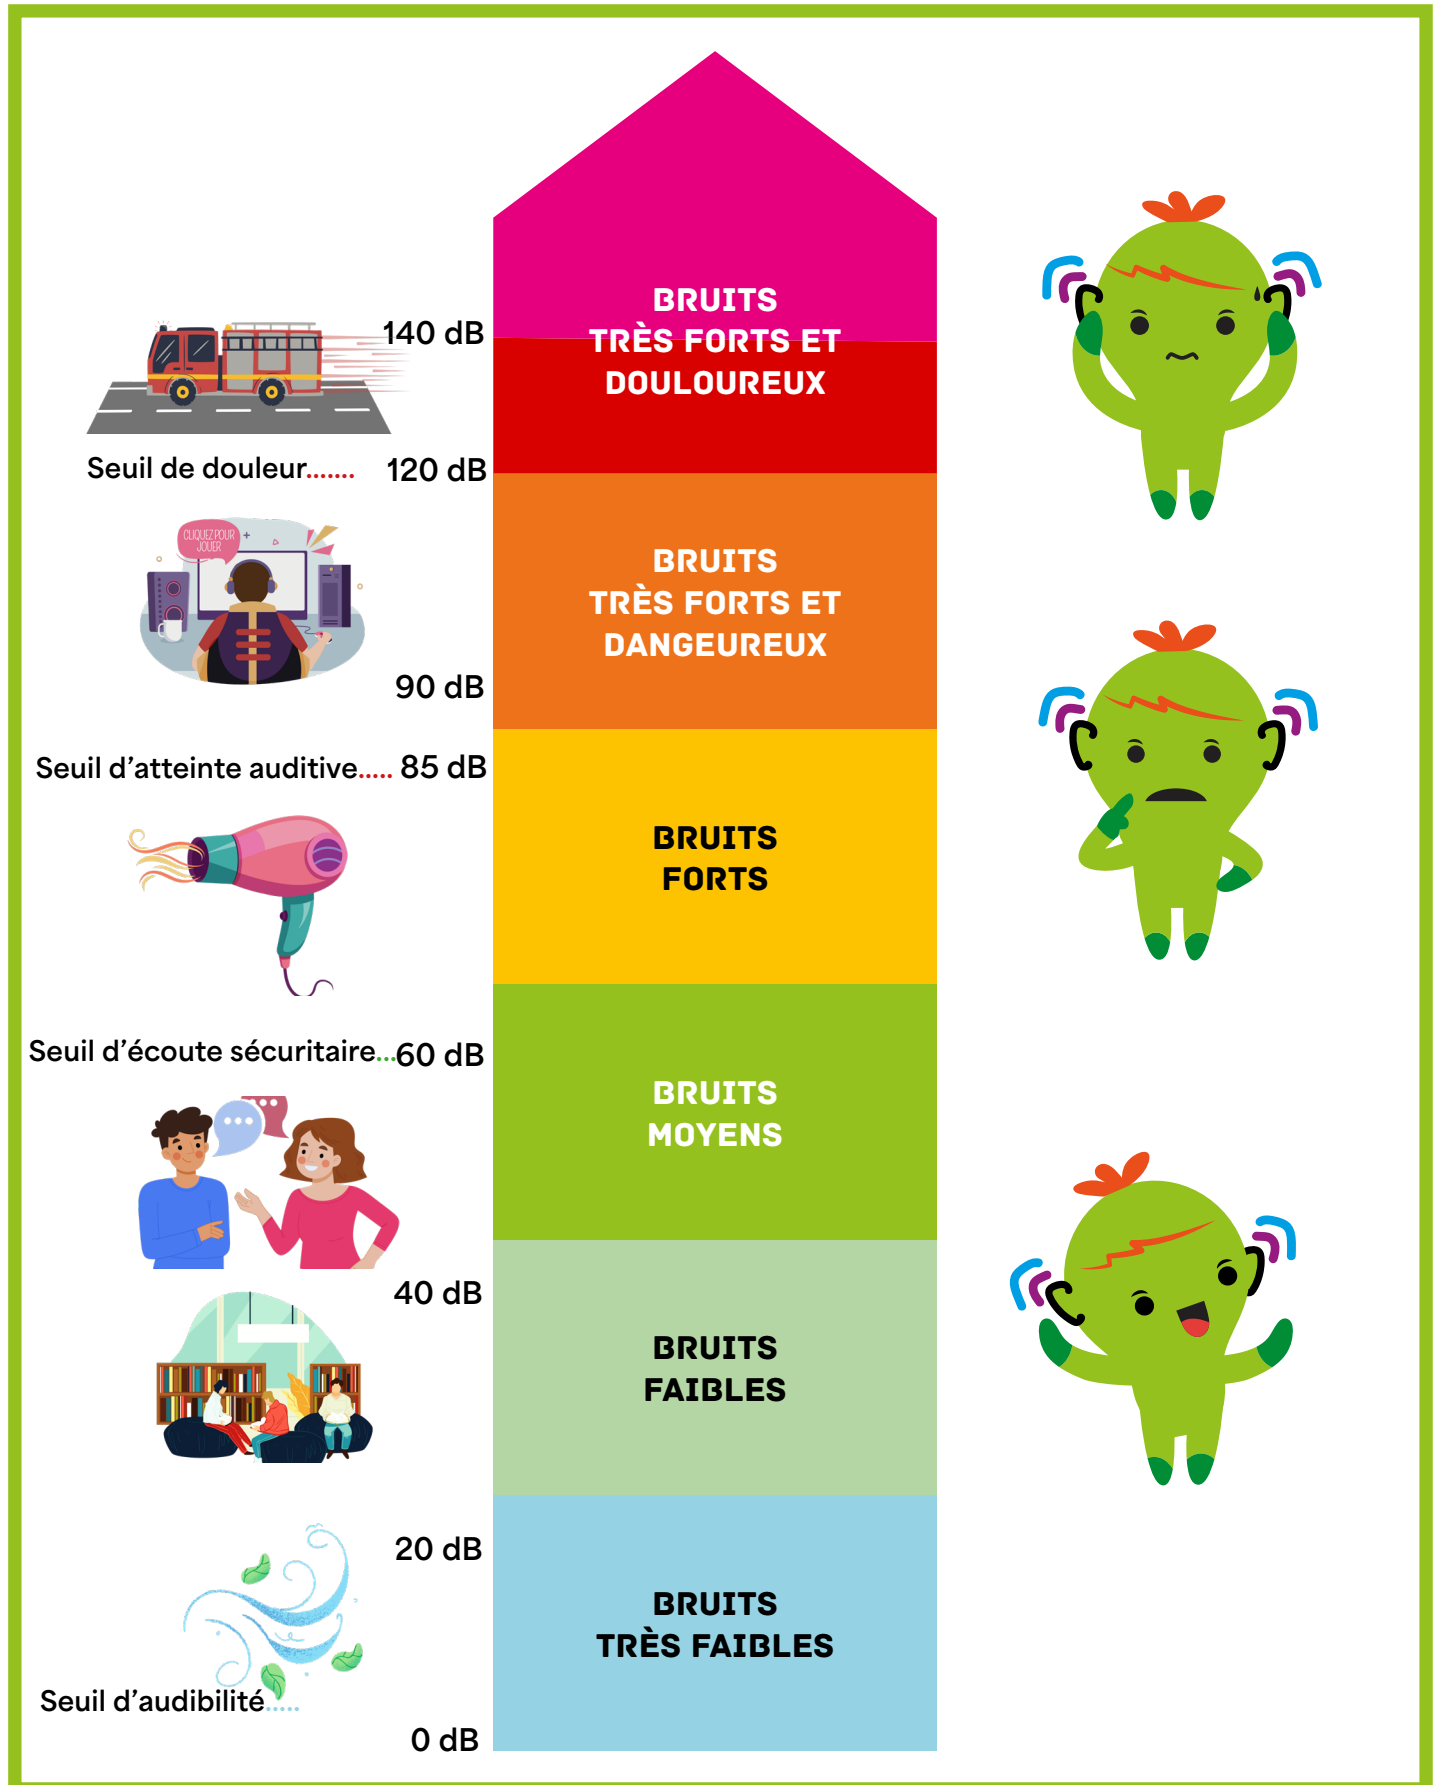 BRUITS
TRÈS FORTS ET
DOULOUREUX
140 dB
Seuil de douleur....... 120 dB
CLIQUEZ POUR
JOUER
BRUITS
TRÈS FORTS ET
DANGEUREUX
90 dB
Seuil d'atteinte auditive..... 85 dB
BRUITS
FORTS
Seuil d'écoute sécuritaire...60 dB
BRUITS
MOYENS
40 dB
BRUITS
FAIBLES
20 dB
BRUITS
TRÈS FAIBLES
Seuil d'audibilité.....
0 dB